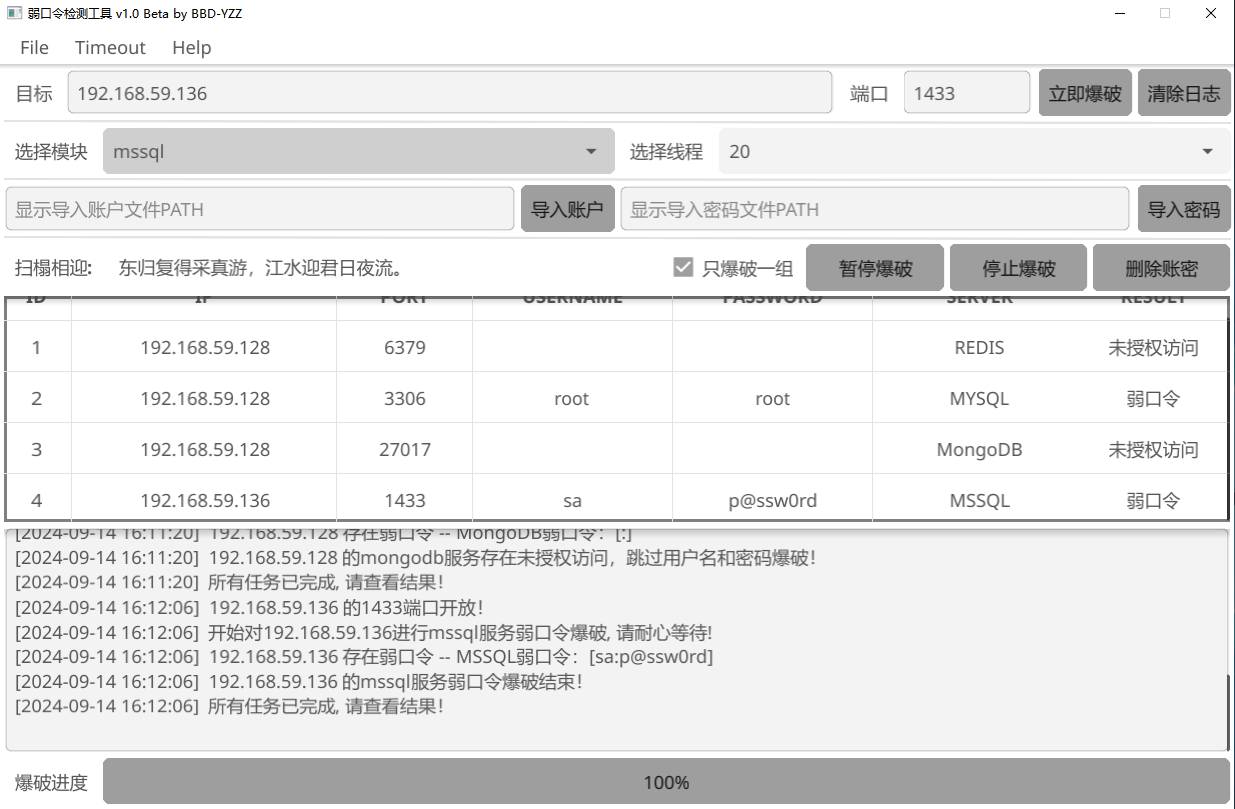 弱口令检测工具 v1.0 Beta by BBD-YZZ
File Timeout Help
目标 192.168.59.136 端口 1433 立即爆破 清除日志
选择模块 mssql 选择线程 20
显示导入账户文件PATH 导入账户 显示导入密码文件PATH 导入密码
扫榻相迎: 东归复得采真游，江水迎君日夜流。 只爆破一组 暂停爆破 停止爆破 删除账密
ID IP PORT USERNAME PASSWORD SERVER RESULT
1 192.168.59.128 6379 REDIS 未授权访问
2 192.168.59.128 3306 root root MYSQL 弱口令
3 192.168.59.128 27017 MongoDB 未授权访问
4 192.168.59.136 1433 sa p@ssw0rd MSSQL 弱口令
[2024-09-14 16:11:20] 192.168.59.128 存在弱口令 -- MongoDB弱口令：[:]
[2024-09-14 16:11:20] 192.168.59.128 的mongodb服务存在未授权访问，跳过用户名和密码爆破!
[2024-09-14 16:11:20] 所有任务已完成, 请查看结果!
[2024-09-14 16:12:06] 192.168.59.136 的1433端口开放!
[2024-09-14 16:12:06] 开始对192.168.59.136进行mssql服务弱口令爆破, 请耐心等待!
[2024-09-14 16:12:06] 192.168.59.136 存在弱口令 -- MSSQL弱口令：[sa:p@ssw0rd]
[2024-09-14 16:12:06] 192.168.59.136 的mssql服务弱口令爆破结束!
[2024-09-14 16:12:06] 所有任务已完成, 请查看结果!
爆破进度 100%